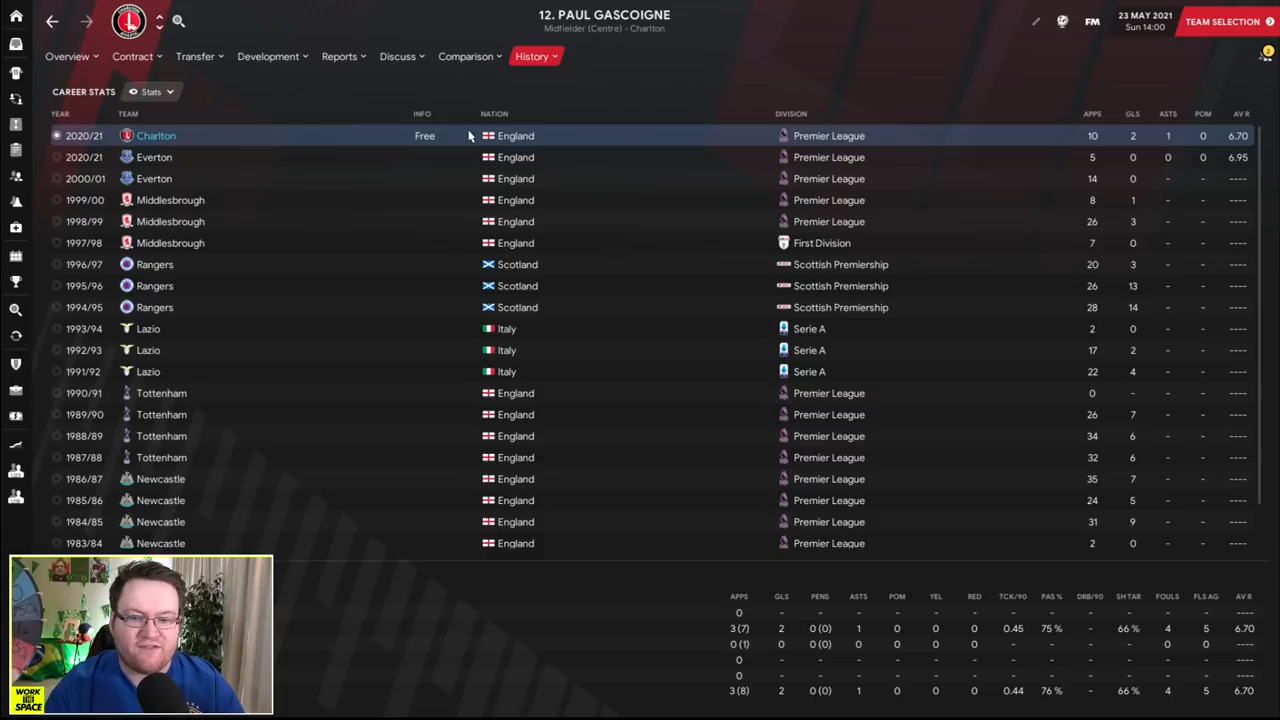 12. PAUL GASCOIGNE
Midfielder (Centre) - Charlton
FM
23 MAY 2021
Sun 14:00
TEAM SELECTION
2
Overview Contract Transfer Development Reports Discuss Comparison History
CAREER STATS Stats
YEAR TEAM INFO NATION DIVISION APPS GLS ASTS POM AV R
2020/21 Charlton Free England Premier League 10 2 1 0 6.70
2020/21 Everton England Premier League 5 0 0 0 6.95
2000/01 Everton England Premier League 14 0 - - ----
1999/00 Middlesbrough England Premier League 8 1 - - ----
1998/99 Middlesbrough England Premier League 26 3 - - ----
1997/98 Middlesbrough England First Division 7 0 - - ----
1996/97 Rangers Scotland Scottish Premiership 20 3 - - ----
1995/96 Rangers Scotland Scottish Premiership 26 13 - - ----
1994/95 Rangers Scotland Scottish Premiership 28 14 - - ----
1993/94 Lazio Italy Serie A 2 0 - - ----
1992/93 Lazio Italy Serie A 17 2 - - ----
1991/92 Lazio Italy Serie A 22 4 - - ----
1990/91 Tottenham England Premier League 0 - - - ----
1989/90 Tottenham England Premier League 26 7 - - ----
1988/89 Tottenham England Premier League 34 6 - - ----
1987/88 Tottenham England Premier League 32 6 - - ----
1986/87 Newcastle England Premier League 35 7 - - ----
1985/86 Newcastle England Premier League 24 5 - - ----
1984/85 Newcastle England Premier League 31 9 - - ----
1983/84 Newcastle England Premier League 2 0 - - ----
APPS GLS PENS ASTS POM YEL RED TCK/90 PAS % DRB/90 SH TAR FOULS FLS AG AV R
0 - - - - - - - - - - - - ----
3 (7) 2 0 (0) 1 0 0 0 0.45 75 % - 66 % 4 5 6.70
0 (1) 0 0 (0) 0 0 0 0 - - - - 0 0 ----
0 - - - - - - - - - - - - ----
0 - - - - - - - - - - - - ----
3 (8) 2 0 (0) 1 0 0 0 0.44 76 % - 66 % 4 5 6.70
WORK
THE
SPACE